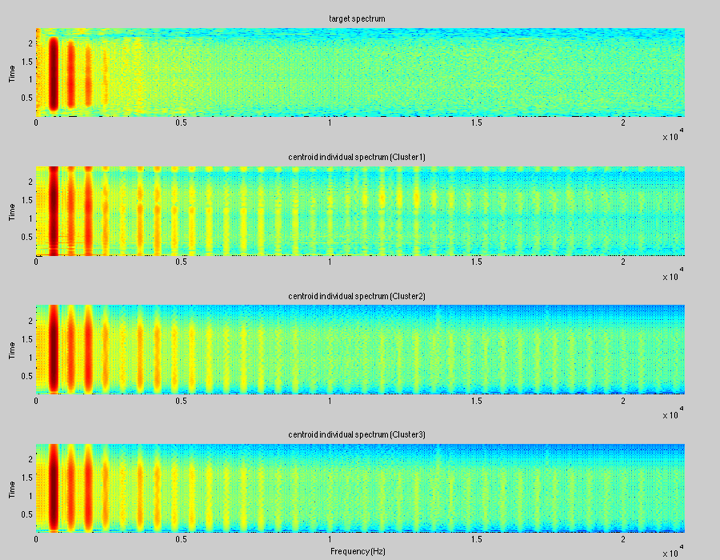 target spectrum
2
1.5
1
0.5
Time
0 0.5 1 1.5 2
x 10^4
centroid individual spectrum (Cluster1)
2
1.5
1
0.5
Time
0 0.5 1 1.5 2
x 10^4
centroid individual spectrum (Cluster2)
2
1.5
1
0.5
Time
0 0.5 1 1.5 2
x 10^4
centroid individual spectrum (Cluster3)
2
1.5
1
0.5
Time
0 0.5 1 1.5 2
Frequency(Hz)
x 10^4